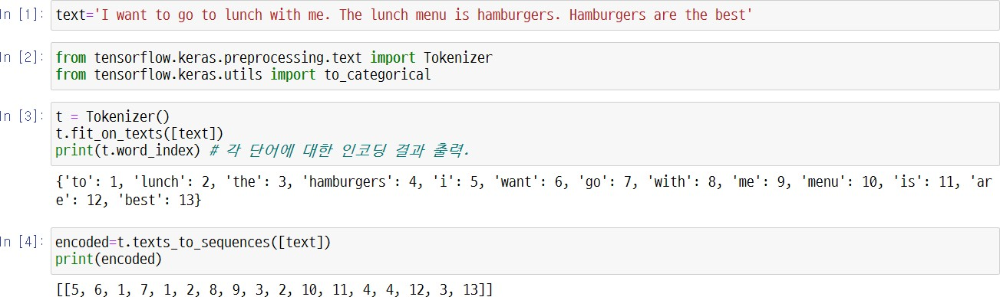 In [1]: text='I want to go to lunch with me. The lunch menu is hamburgers. Hamburgers are the best'
In [2]: from tensorflow.keras.preprocessing.text import Tokenizer
from tensorflow.keras.utils import to_categorical
In [3]: t = Tokenizer()
t.fit_on_texts([text])
print(t.word_index) # 각 단어에 대한 인코딩 결과 출력.
{'to': 1, 'lunch': 2, 'the': 3, 'hamburgers': 4, 'i': 5, 'want': 6, 'go': 7, 'with': 8, 'me': 9, 'menu': 10, 'is': 11, 'ar
e': 12, 'best': 13}
In [4]: encoded=t.texts_to_sequences([text])
print(encoded)
[[5, 6, 1, 7, 1, 2, 8, 9, 3, 2, 10, 11, 4, 4, 12, 3, 13]]